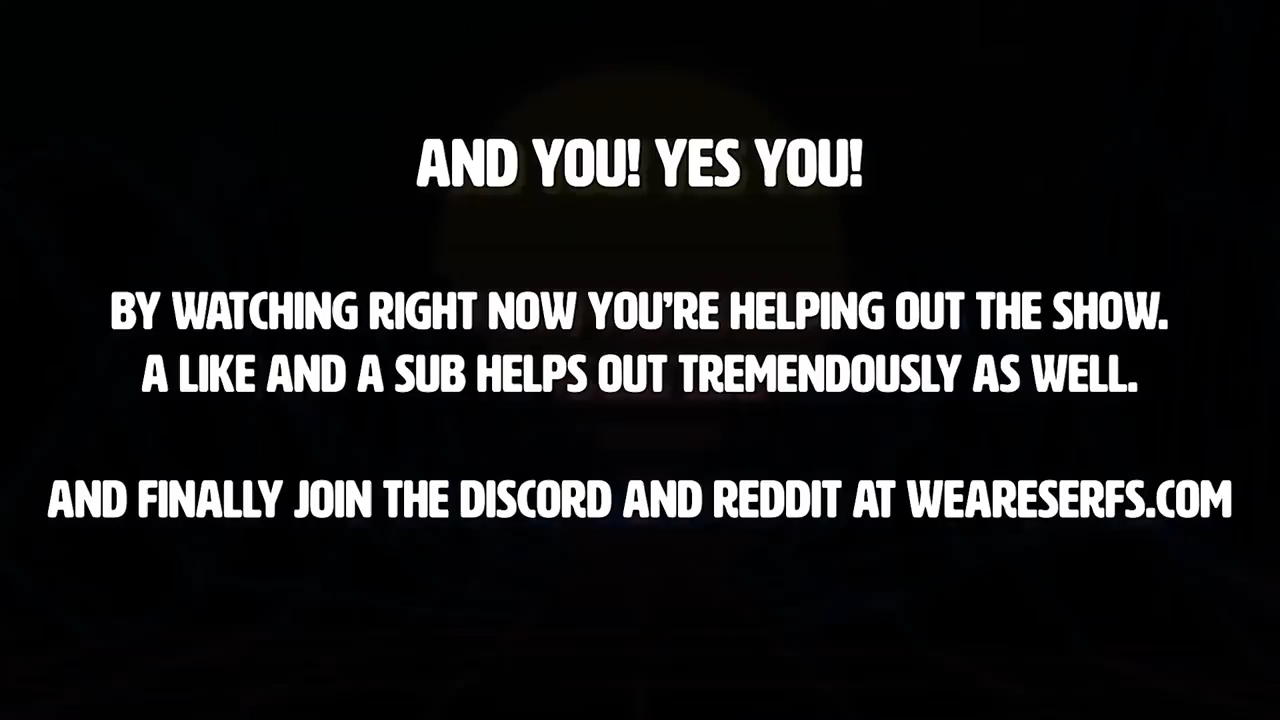 AND YOU! YES YOU!
BY WATCHING RIGHT NOW YOU'RE HELPING OUT THE SHOW.
A LIKE AND A SUB HELPS OUT TREMENDOUSLY AS WELL.
AND FINALLY JOIN THE DISCORD AND REDDIT AT WEARESERFS.COM